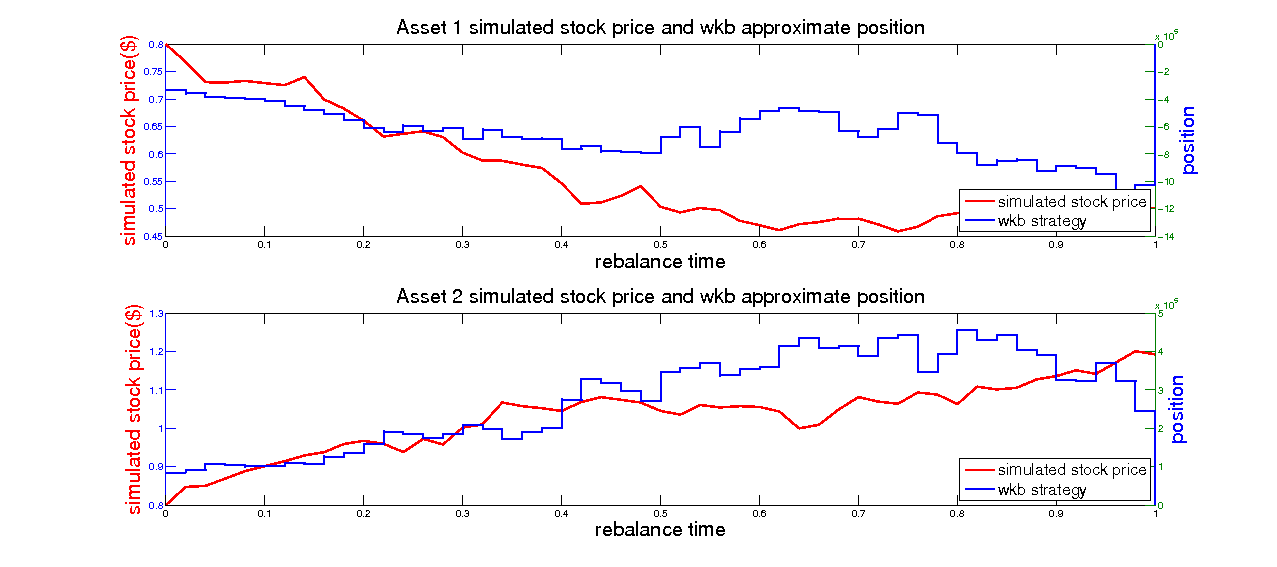 Asset 1 simulated stock price and wkb approximate position
x 10⁵
simulated stock price($)
0.8
0.75
0.7
0.65
0.6
0.55
0.5
0.45
0
−2
−4
−6
−8
−10
−12
−14
position
simulated stock price
wkb strategy
0 0.1 0.2 0.3 0.4 0.5 0.6 0.7 0.8 0.9 1
rebalance time
Asset 2 simulated stock price and wkb approximate position
x 10⁵
simulated stock price($)
1.3
1.2
1.1
1
0.9
0.8
5
4
3
2
1
0
position
simulated stock price
wkb strategy
0 0.1 0.2 0.3 0.4 0.5 0.6 0.7 0.8 0.9 1
rebalance time